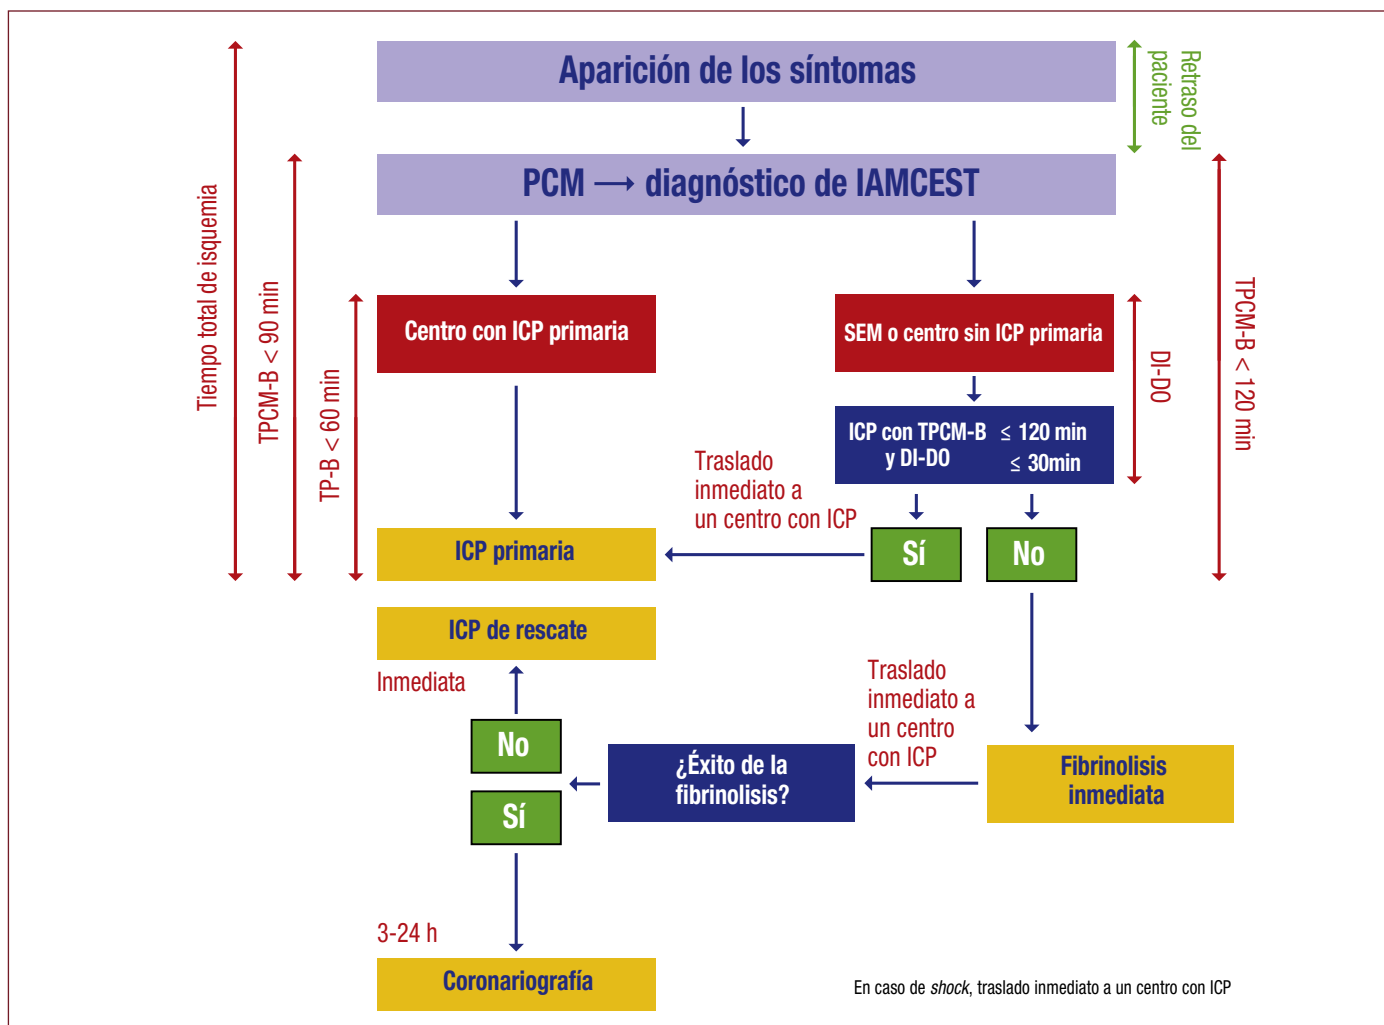 Aparición de los síntomas
Retraso del
paciente
PCM → diagnóstico de IAMCEST
Tiempo total de isquemia
TPCM-B < 90 min
TP-B < 60 min
Centro con ICP primaria
SEM o centro sin ICP primaria
DI-DO
TPCM-B < 120 min
ICP con TPCM-B ≤ 120 min
y DI-DO ≤ 30min
Traslado
inmediato a
un centro con ICP
ICP primaria
Sí
No
ICP de rescate
Inmediata
No
Sí
¿Éxito de la
fibrinolisis?
Traslado
inmediato a
un centro
con ICP
Fibrinolisis
inmediata
3-24 h
Coronariografía
En caso de shock, traslado inmediato a un centro con ICP